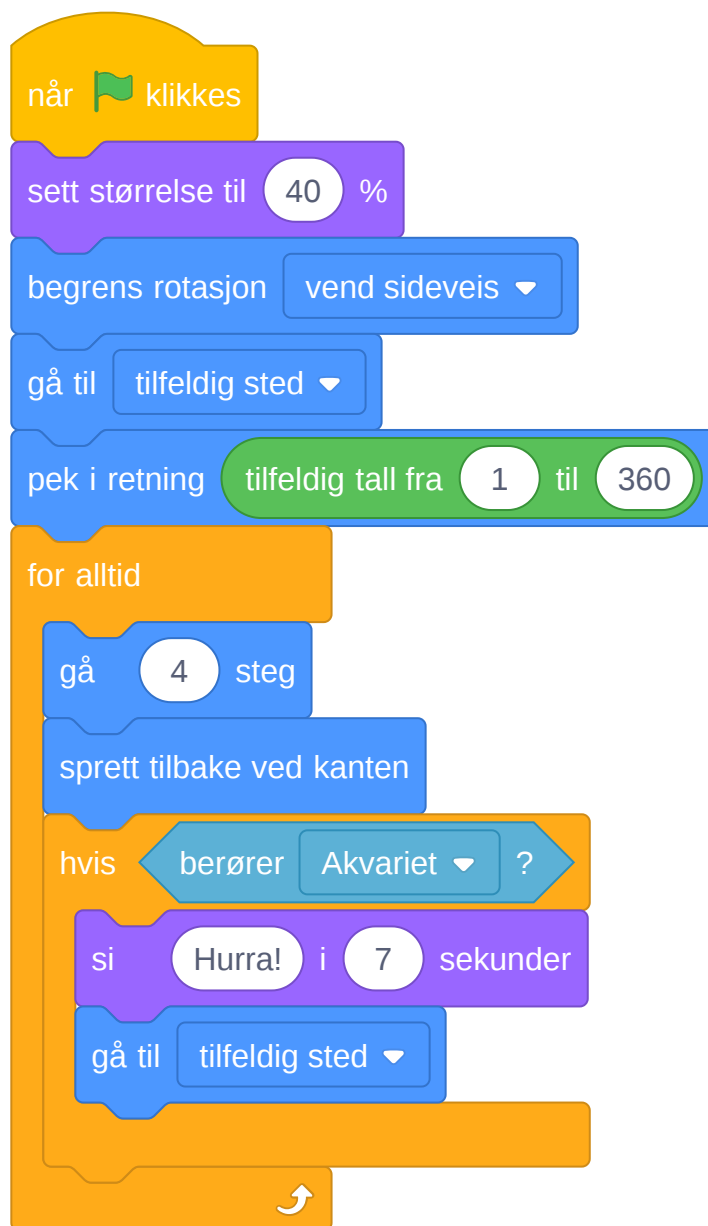 når klikkes
sett størrelse til 40 %
begrens rotasjon vend sideveis
gå til tilfeldig sted
pek i retning tilfeldig tall fra 1 til 360
for alltid
gå 4 steg
sprett tilbake ved kanten
hvis berører Akvariet ?
si Hurra! i 7 sekunder
gå til tilfeldig sted